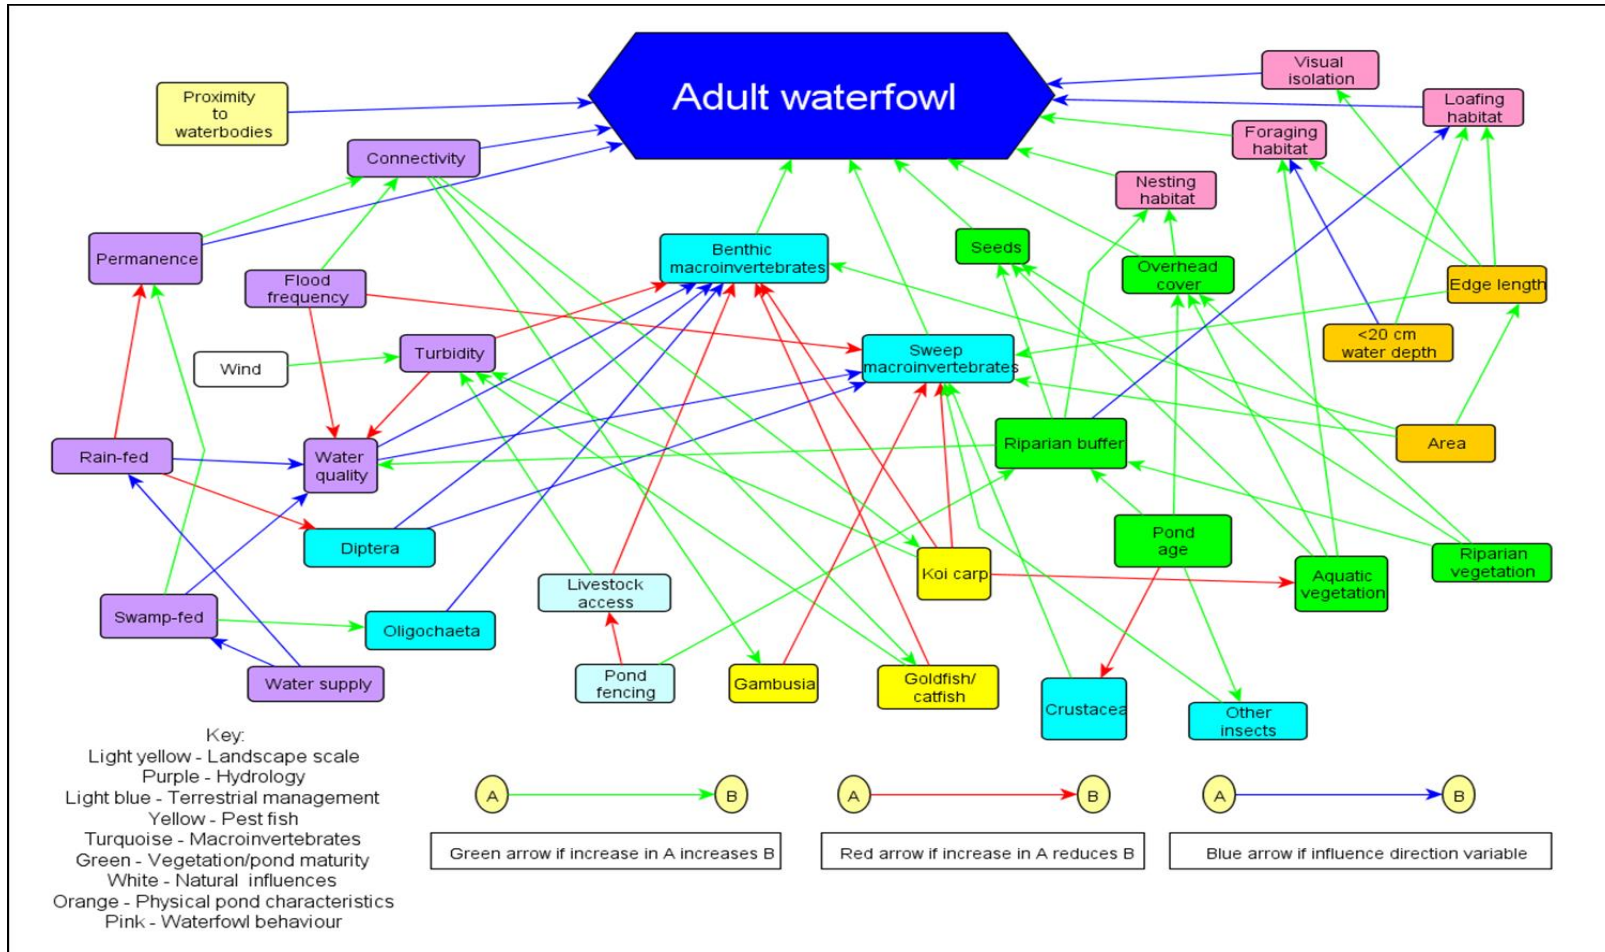 Adult waterfowl
Visual
isolation
Proximity
to
waterbodies
Loafing
habitat
Foraging
habitat
Connectivity
Nesting
habitat
Permanence
Benthic
macroinvertebrates
Seeds
Overhead
cover
Flood
frequency
Edge length
Turbidity
Sweep
macroinvertebrates
<20 cm
water depth
Wind
Rain-fed
Water
quality
Riparian buffer
Area
Diptera
Pond
age
Koi carp
Aquatic
vegetation
Riparian
vegetation
Livestock
access
Swamp-fed
Oligochaeta
Water supply
Pond
fencing
Gambusia
Goldfish/
catfish
Crustacea
Other
insects
Key:
Light yellow - Landscape scale
Purple - Hydrology
Light blue - Terrestrial management
Yellow - Pest fish
Turquoise - Macroinvertebrates
Green - Vegetation/pond maturity
White - Natural influences
Orange - Physical pond characteristics
Pink - Waterfowl behaviour
A
B
A
B
A
B
Green arrow if increase in A increases B
Red arrow if increase in A reduces B
Blue arrow if influence direction variable